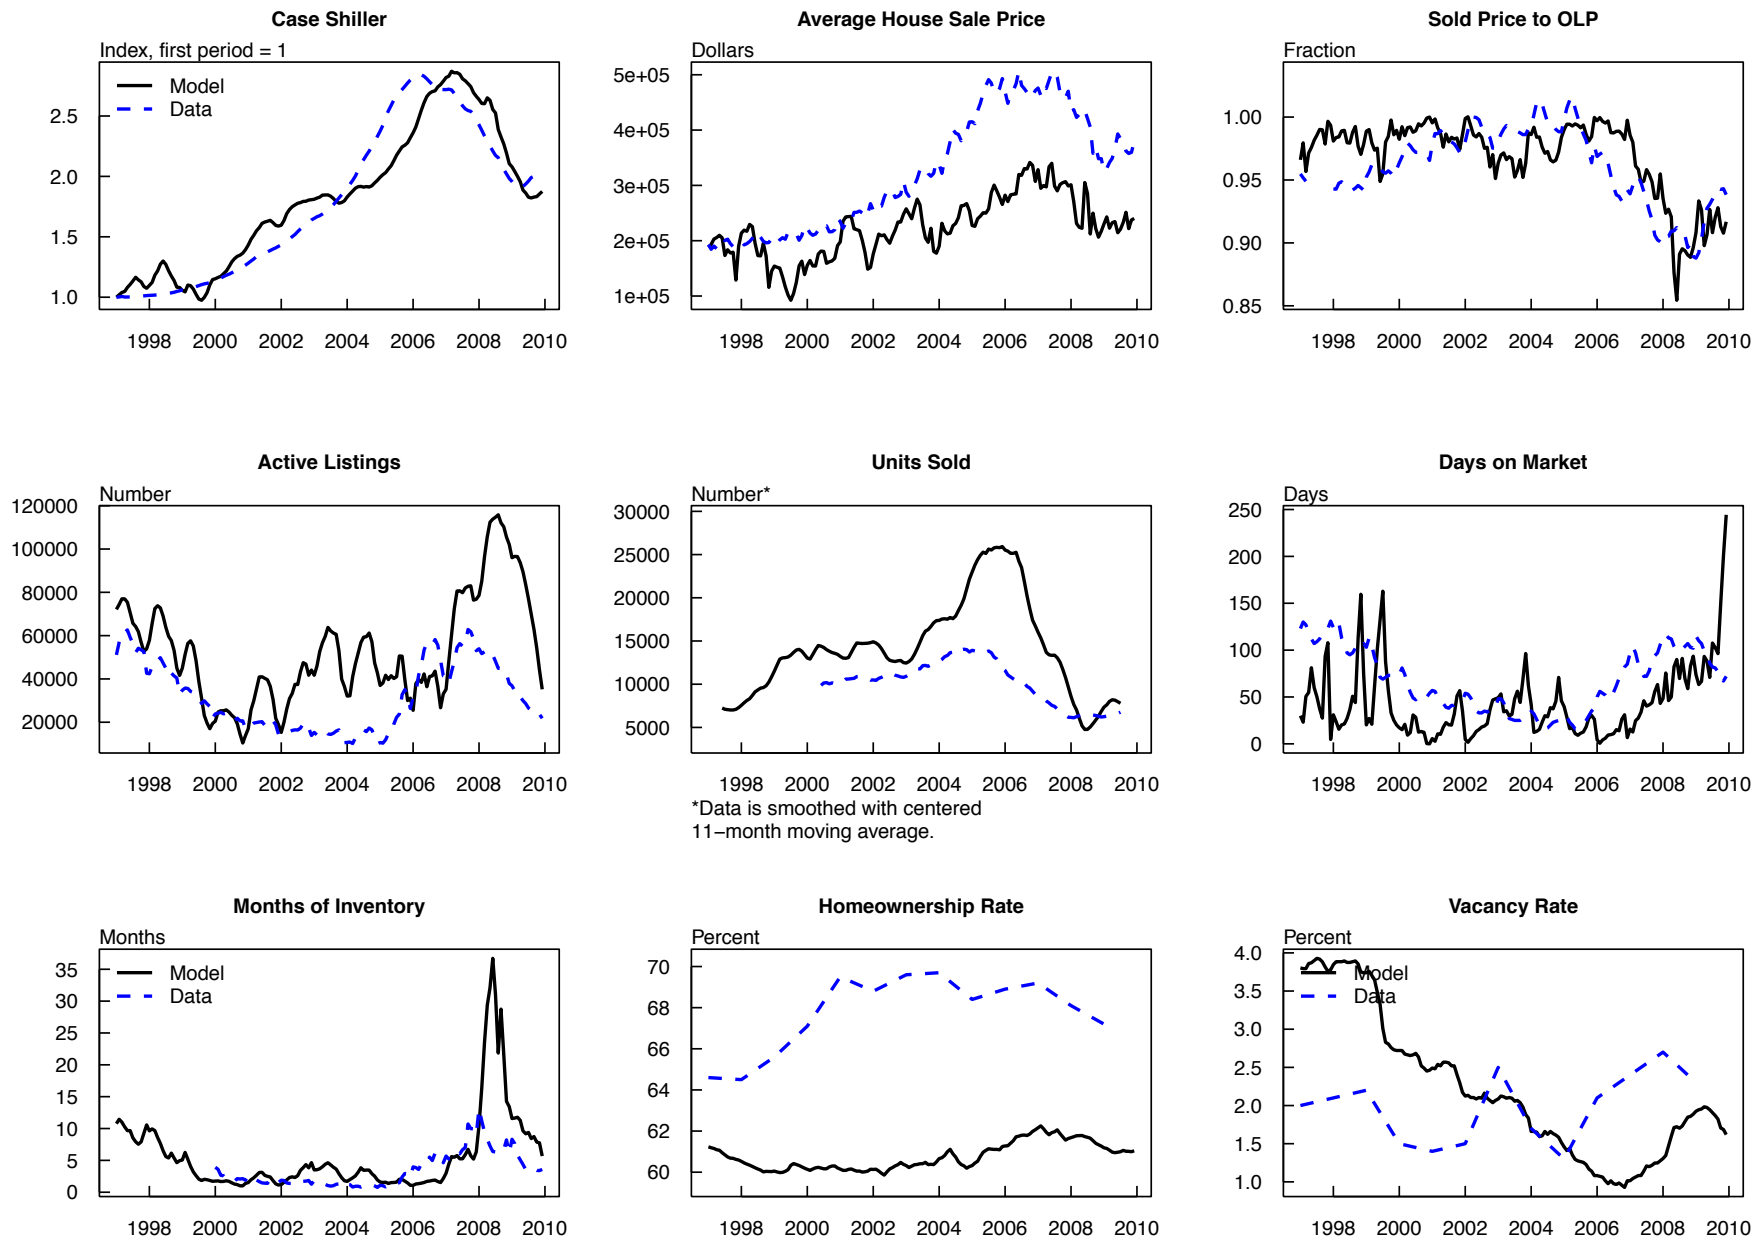 Case Shiller
Index, first period = 1
Model
Data
2.5
2.0
1.5
1.0
1998 2000 2002 2004 2006 2008 2010
Average House Sale Price
Dollars
5e+05
4e+05
3e+05
2e+05
1e+05
1998 2000 2002 2004 2006 2008 2010
Sold Price to OLP
Fraction
1.00
0.95
0.90
0.85
1998 2000 2002 2004 2006 2008 2010
Active Listings
Number
120000
100000
80000
60000
40000
20000
1998 2000 2002 2004 2006 2008 2010
Units Sold
Number*
30000
25000
20000
15000
10000
5000
1998 2000 2002 2004 2006 2008 2010
*Data is smoothed with centered
11−month moving average.
Days on Market
Days
250
200
150
100
50
0
1998 2000 2002 2004 2006 2008 2010
Months of Inventory
Months
Model
Data
35
30
25
20
15
10
5
0
1998 2000 2002 2004 2006 2008 2010
Homeownership Rate
Percent
70
68
66
64
62
60
1998 2000 2002 2004 2006 2008 2010
Vacancy Rate
Percent
Model
Data
4.0
3.5
3.0
2.5
2.0
1.5
1.0
1998 2000 2002 2004 2006 2008 2010